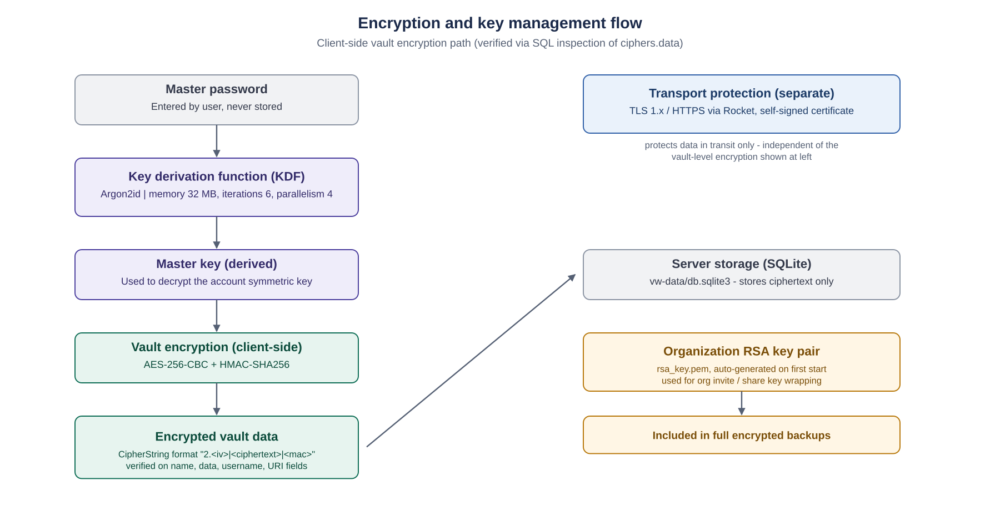 Encryption and key management flow
Client-side vault encryption path (verified via SQL inspection of ciphers.data)
Master password
Entered by user, never stored
Key derivation function (KDF)
Argon2id | memory 32 MB, iterations 6, parallelism 4
Master key (derived)
Used to decrypt the account symmetric key
Vault encryption (client-side)
AES-256-CBC + HMAC-SHA256
Encrypted vault data
CipherString format "2.<iv>|<ciphertext>|<mac>"
verified on name, data, username, URI fields
Transport protection (separate)
TLS 1.x / HTTPS via Rocket, self-signed certificate
protects data in transit only - independent of the
vault-level encryption shown at left
Server storage (SQLite)
vw-data/db.sqlite3 - stores ciphertext only
Organization RSA key pair
rsa_key.pem, auto-generated on first start
used for org invite / share key wrapping
Included in full encrypted backups